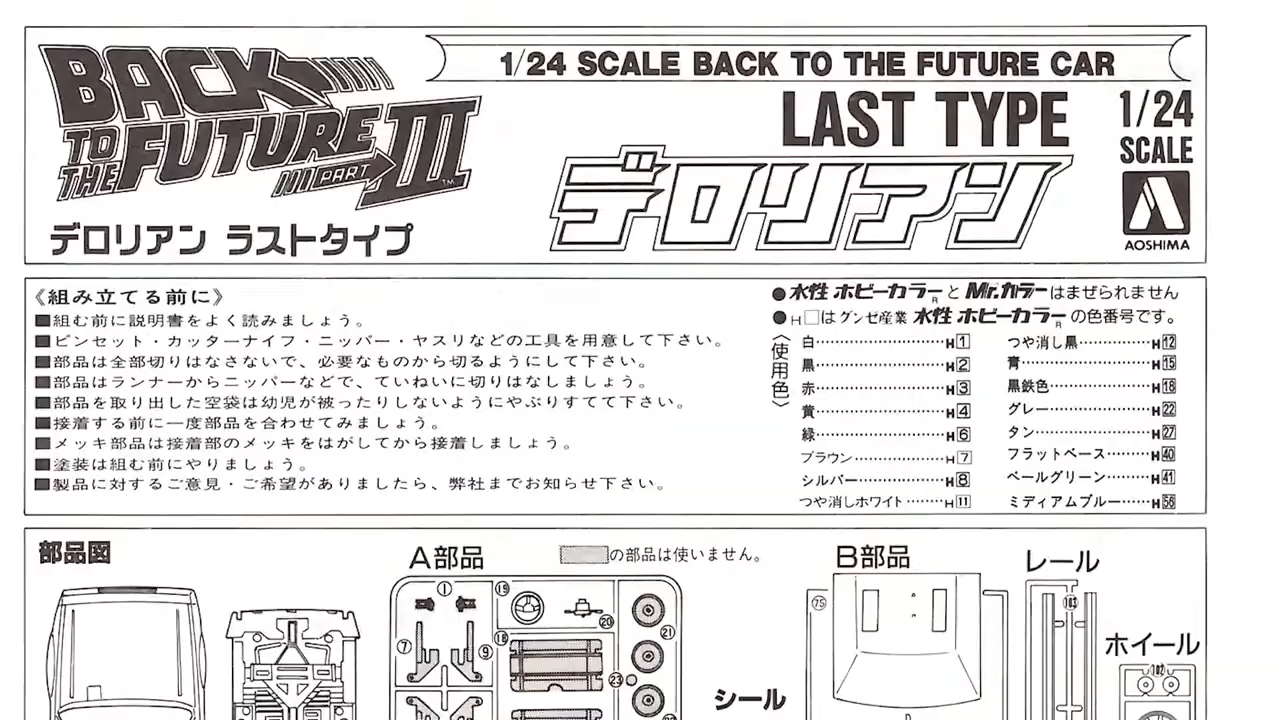 BACK
TO THE FUTURE PART III TM
デロリアン ラストタイプ
1/24 SCALE BACK TO THE FUTURE CAR
LAST TYPE
デロリアン
1/24
SCALE
AOSHIMA
《組み立てる前に》
■組む前に説明書をよく読みましょう。
■ピンセット・カッターナイフ・ニッパー・ヤスリなどの工具を用意して下さい。
■部品は全部切りはなさないで、必要なものから切るようにして下さい。
■部品はランナーからニッパーなどで、ていねいに切りはなしましょう。
■部品を取り出した空袋は幼児が被ったりしないようにやぶりすてて下さい。
■接着する前に一度部品を合わせてみましょう。
■メッキ部品は接着部のメッキをはがしてから接着しましょう。
■塗装は組む前にやりましょう。
■製品に対するご意見・ご希望がありましたら、弊社までお知らせ下さい。
●水性ホビーカラーRとMr.カラーはまぜられません
●H□はグンゼ産業 水性ホビーカラーRの色番号です。
〈使用色〉
白 H1
黒 H2
赤 H3
黄 H4
緑 H6
ブラウン H7
シルバー H8
つや消しホワイト H11
つや消し黒 H12
青 H15
黒鉄色 H18
グレー H22
タン H27
フラットベース H40
ペールグリーン H41
ミディアムブルー H56
部品図
A部品
の部品は使いません。
B部品
レール
ホイール
シール
①
⑲
⑳
㉑
⑦
⑨
⑱
㉓
75
103
102